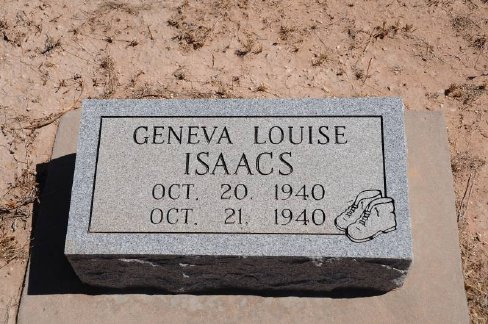 GENEVA LOUISE
ISAACS
OCT. 20. 1940
OCT. 21. 1940